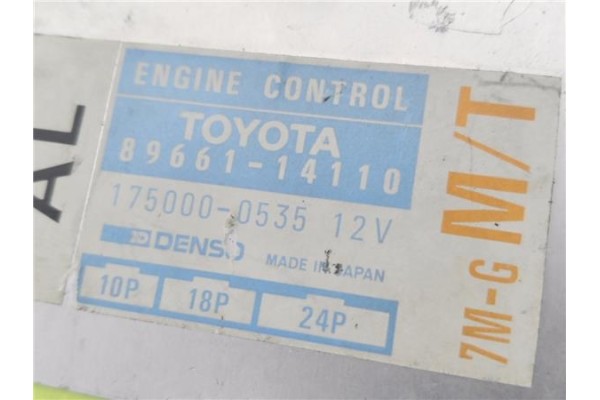 AL
ENGINE CONTROL
TOYOTA
89661-14110
175000-0535 12V
DENSO MADE IN JAPAN
10P 18P 24P
7M-G M/T